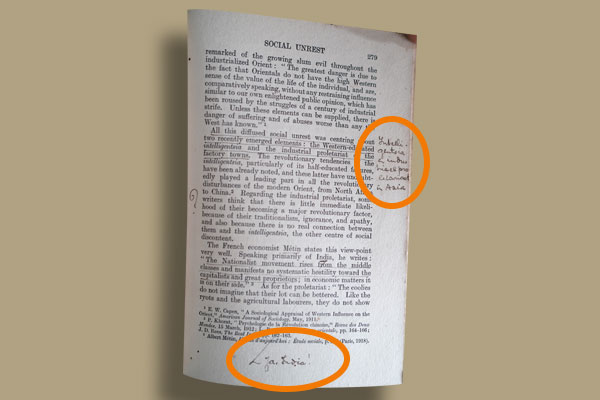 SOCIAL UNREST 279
remarked of the growing slum evil throughout the
industrialized Orient: "The greatest danger is due to
the fact that Orientals do not have the high Western
sense of the value of the life of the individual, and are,
comparatively speaking, without any restraining influence
similar to our own enlightened public opinion, which has
been roused by the struggles of a century of industrial
strife. Unless these elements can be supplied, there is
danger of suffering and of abuses worse than any the
West has known." 1
All this diffused social unrest was centring about
two recently emerged elements: the Western-educated
intelligentsia and the industrial proletariat of the
factory towns. The revolutionary tendencies of the
intelligentsia, particularly of its half-educated failures,
have been already noted, and these latter have undoubt-
edly played a leading part in all the revolutionary
disturbances of the modern Orient, from North Africa
to China.2 Regarding the industrial proletariat, some
writers think that there is little immediate likeli-
hood of their becoming a major revolutionary factor,
because of their traditionalism, ignorance, and apathy,
and also because there is no real connection between
them and the intelligentsia, the other centre of social
discontent.
The French economist Métin states this view-point
very well. Speaking primarily of India, he writes:
"The Nationalist movement rises from the middle
classes and manifests no systematic hostility toward the
capitalists and great proprietors; in economic matters it
is on their side." 3 As for the proletariat: "The coolies
do not imagine that their lot can be bettered. Like the
ryots and the agricultural labourers, they do not show
1 E. W. Capen, "A Sociological Appraisal of Western Influence on the
Orient," American Journal of Sociology, May, 1911.
2 P. Khorat, "Psychologie de la Révolution chinoise," Revue des Deux
Mondes, 15 March, 1912; L. orientale, pp. 164-166;
J. D. Rees, The Real India, pp. 162-163.
3 Albert Métin, d'aujourd'hui: Étude sociale, p. (Paris, 1918).
in Asia
India!